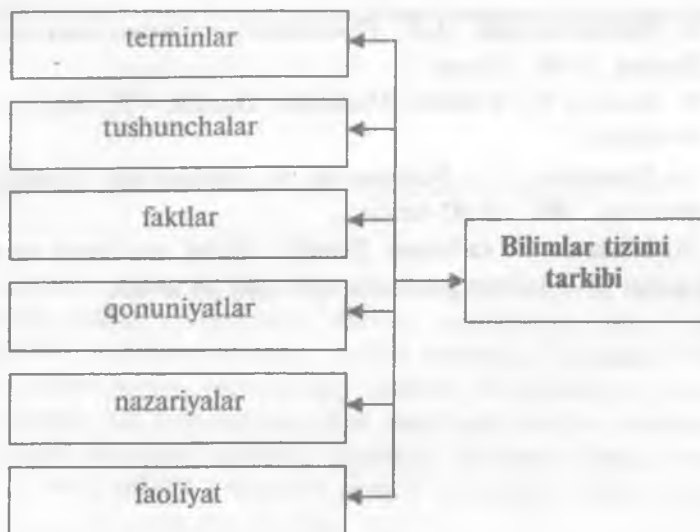 terminlar
tushunchalar
faktlar
qonuniyatlar
nazariyalar
faoliyat
Bilimlar tizimi
tarkibi